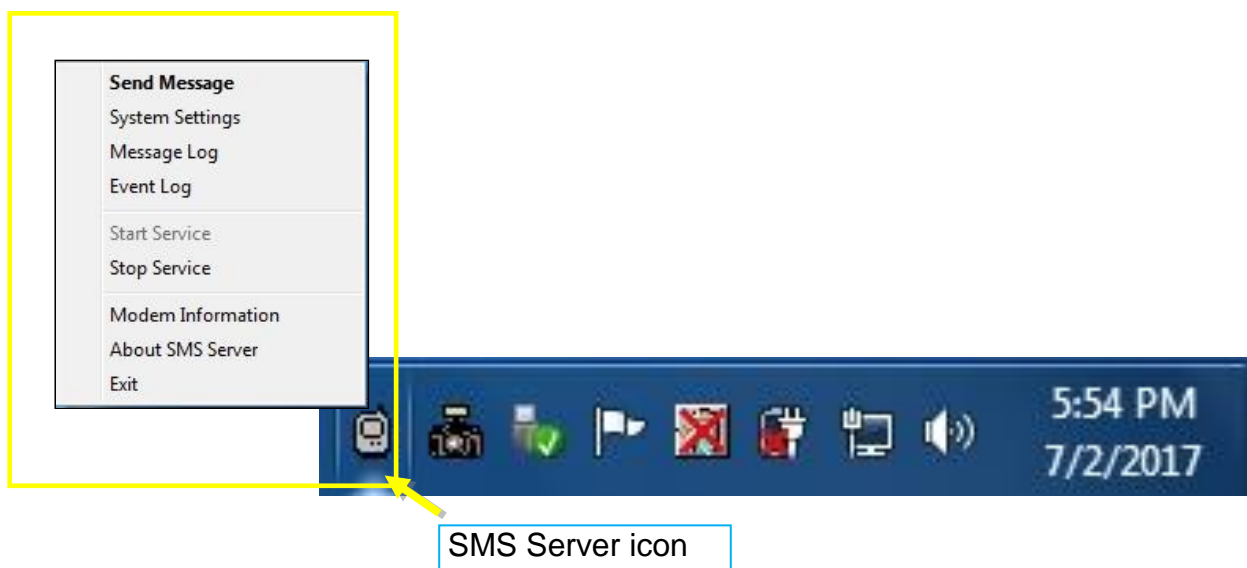 Send Message
System Settings
Message Log
Event Log
Start Service
Stop Service
Modem Information
About SMS Server
Exit
5:54 PM
7/2/2017
SMS Server icon